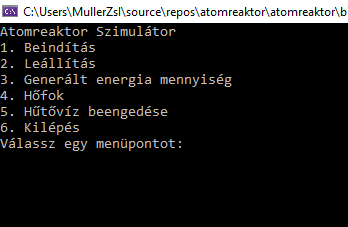 C:\Users\MullerZsl\source\repos\atomreaktor\atomreaktor\b
Atomreaktor Szimulátor
1. Beindítás
2. Leállítás
3. Generált energia mennyiség
4. Hőfok
5. Hűtővíz beengedése
6. Kilépés
Válassz egy menüpontot: